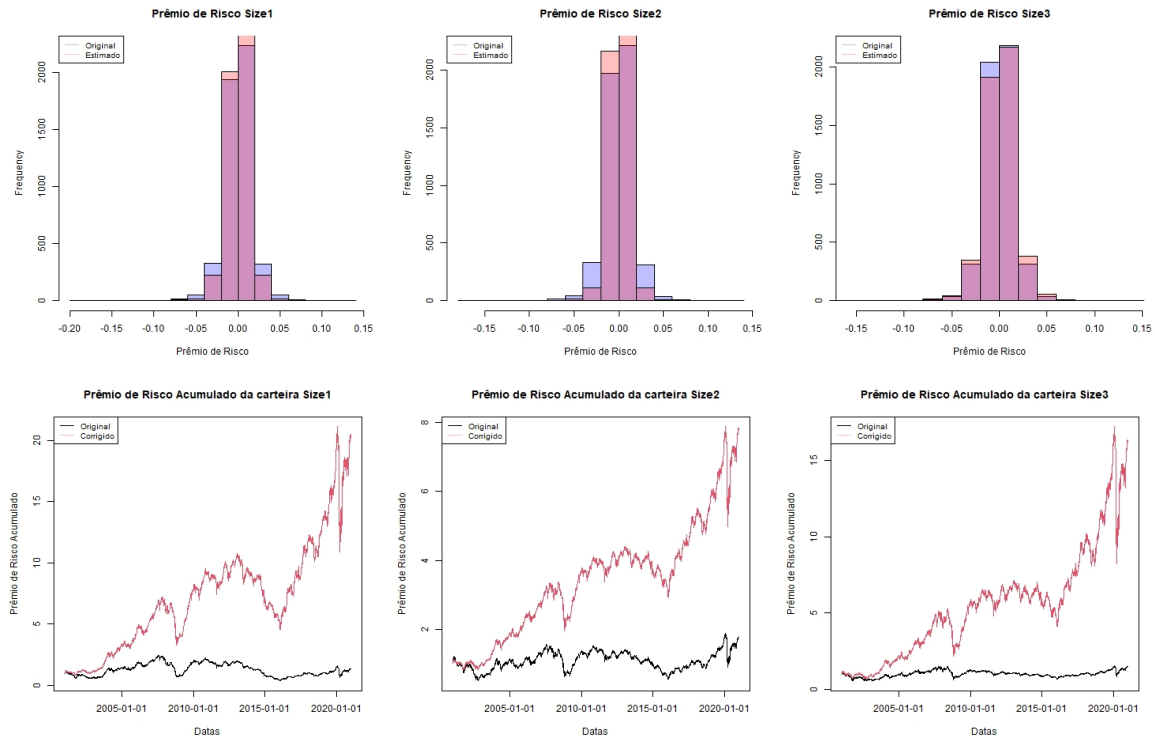 Prêmio de Risco Size1
Original
Estimado
Frequency
2000
1500
1000
500
0
-0.20
-0.15
-0.10
-0.05
0.00
0.05
0.10
0.15
Prêmio de Risco
Prêmio de Risco Size2
Original
Estimado
Frequency
2000
1500
1000
500
0
-0.15
-0.10
-0.05
0.00
0.05
0.10
0.15
Prêmio de Risco
Prêmio de Risco Size3
Original
Estimado
Frequency
2000
1500
1000
500
0
-0.15
-0.10
-0.05
0.00
0.05
0.10
0.15
Prêmio de Risco
Prêmio de Risco Acumulado da carteira Size1
Original
Corrigido
Prêmio de Risco Acumulado
20
15
10
5
0
2005-01-01
2010-01-01
2015-01-01
2020-01-01
Datas
Prêmio de Risco Acumulado da carteira Size2
Original
Corrigido
Prêmio de Risco Acumulado
8
6
4
2
2005-01-01
2010-01-01
2015-01-01
2020-01-01
Datas
Prêmio de Risco Acumulado da carteira Size3
Original
Corrigido
Prêmio de Risco Acumulado
15
10
5
0
2005-01-01
2010-01-01
2015-01-01
2020-01-01
Datas